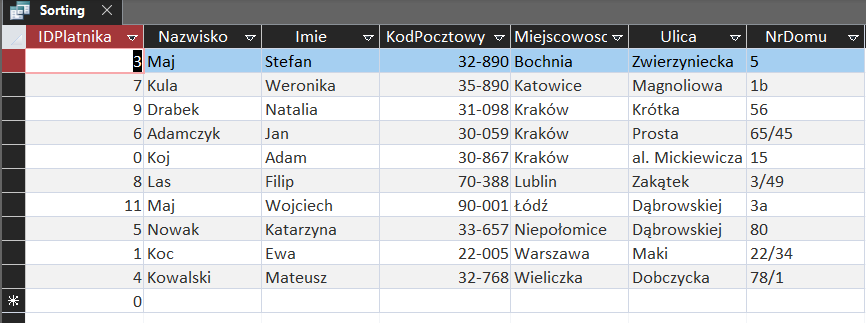 Sorting
IDPłatnika Nazwisko Imie KodPocztowy Miejscowosc Ulica NrDomu
3 Maj Stefan 32-890 Bochnia Zwierzyniecka 5
7 Kula Weronika 35-890 Katowice Magnoliowa 1b
9 Drabek Natalia 31-098 Kraków Krótka 56
6 Adamczyk Jan 30-059 Kraków Prosta 65/45
0 Koj Adam 30-867 Kraków al. Mickiewicza 15
8 Las Filip 70-388 Lublin Zakątek 3/49
11 Maj Wojciech 90-001 Łódź Dąbrowskiej 3a
5 Nowak Katarzyna 33-657 Niepołomice Dąbrowskiej 80
1 Koc Ewa 22-005 Warszawa Maki 22/34
4 Kowalski Mateusz 32-768 Wieliczka Dobczycka 78/1
0